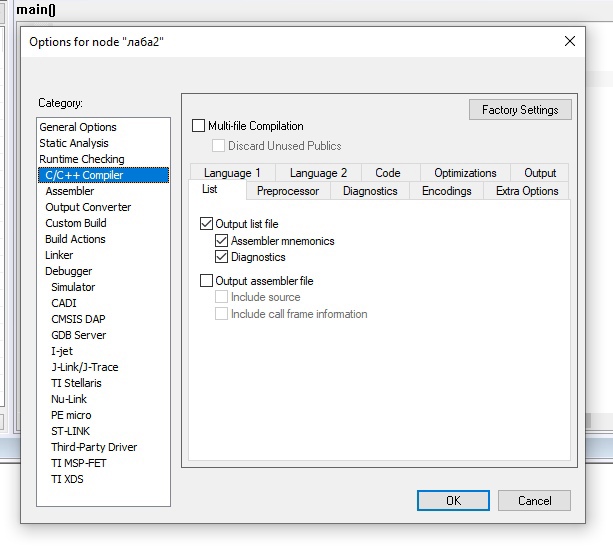 main()
Options for node "лаба2"
Category:
Factory Settings
General Options
Static Analysis
Runtime Checking
C/C++ Compiler
Assembler
Output Converter
Custom Build
Build Actions
Linker
Debugger
Simulator
CADI
CMSIS DAP
GDB Server
I-jet
J-Link/J-Trace
TI Stellaris
Nu-Link
PE micro
ST-LINK
Third-Party Driver
TI MSP-FET
TI XDS
Multi-file Compilation
Discard Unused Publics
Language 1 Language 2 Code Optimizations Output
List Preprocessor Diagnostics Encodings Extra Options
Output list file
Assembler mnemonics
Diagnostics
Output assembler file
Include source
Include call frame information
OK Cancel